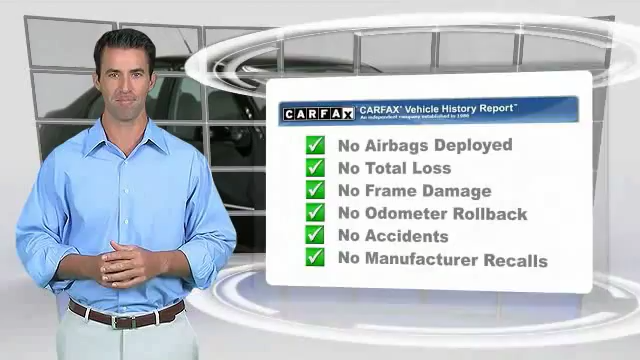 CARFAX CARFAX Vehicle History Report™
An independent company established in 1986
No Airbags Deployed
No Total Loss
No Frame Damage
No Odometer Rollback
No Accidents
No Manufacturer Recalls